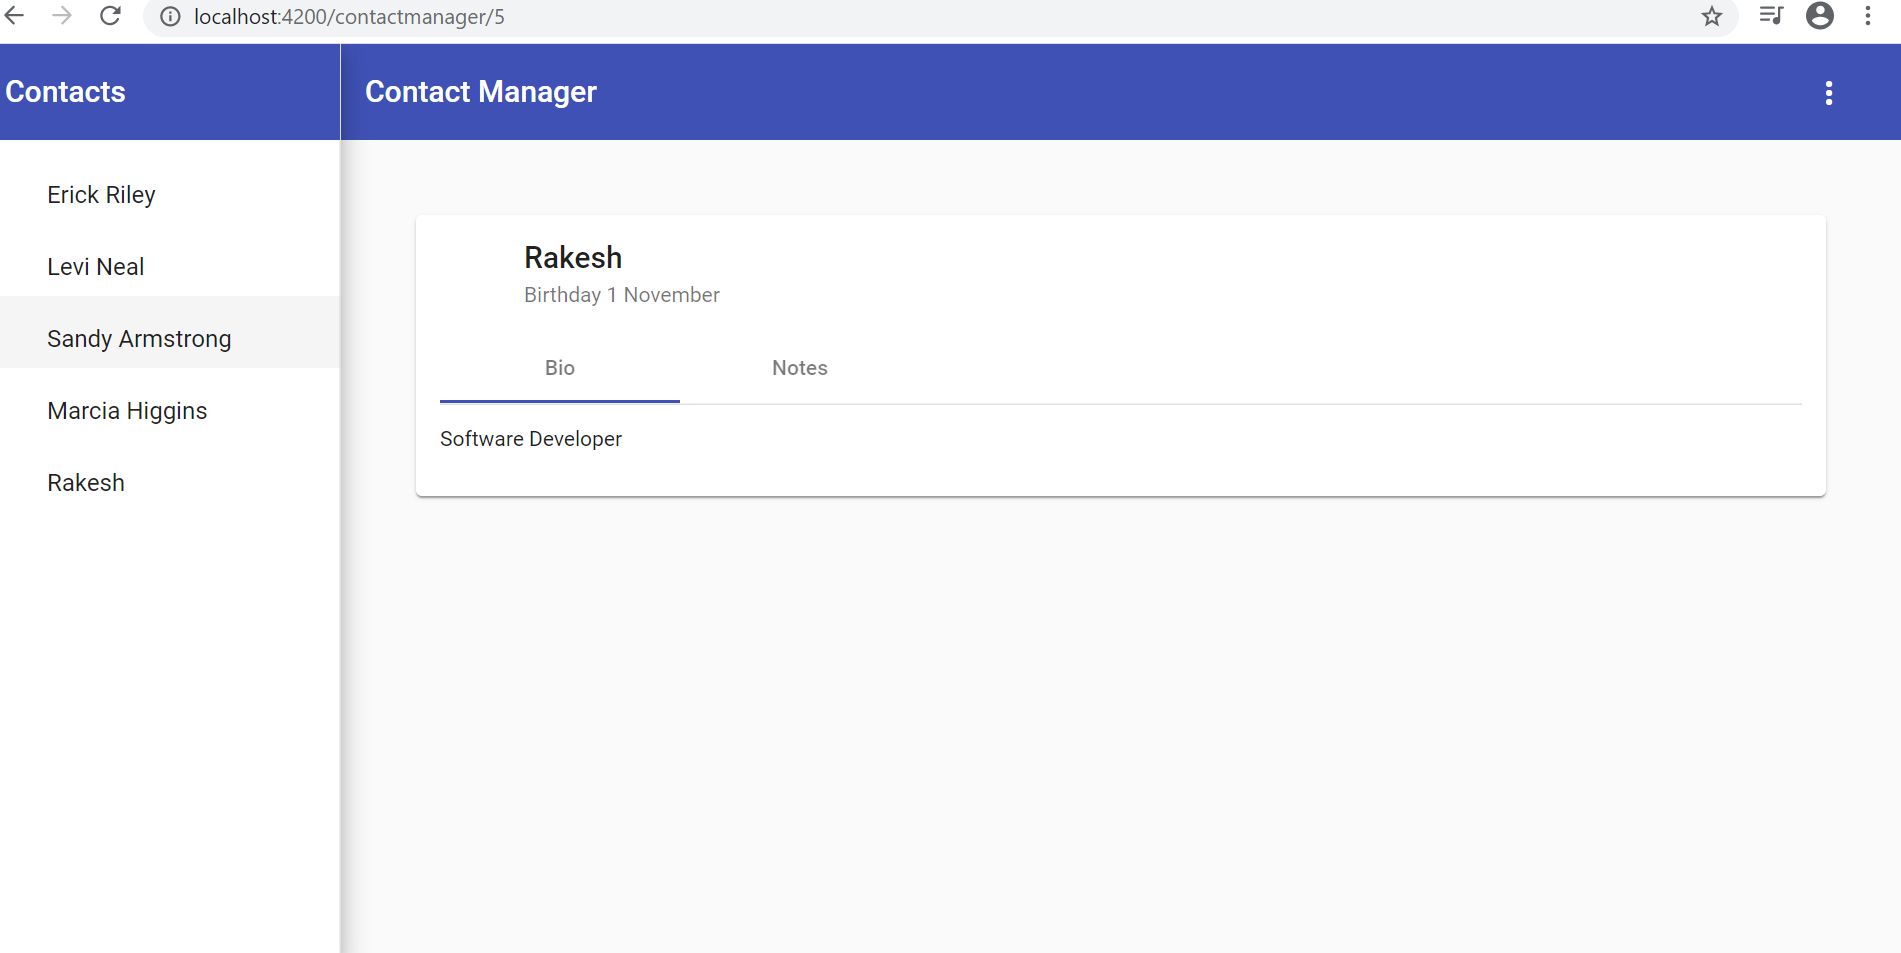 localhost:4200/contactmanager/5
Contacts
Contact Manager
Erick Riley
Levi Neal
Sandy Armstrong
Marcia Higgins
Rakesh
Rakesh
Birthday 1 November
Bio
Notes
Software Developer